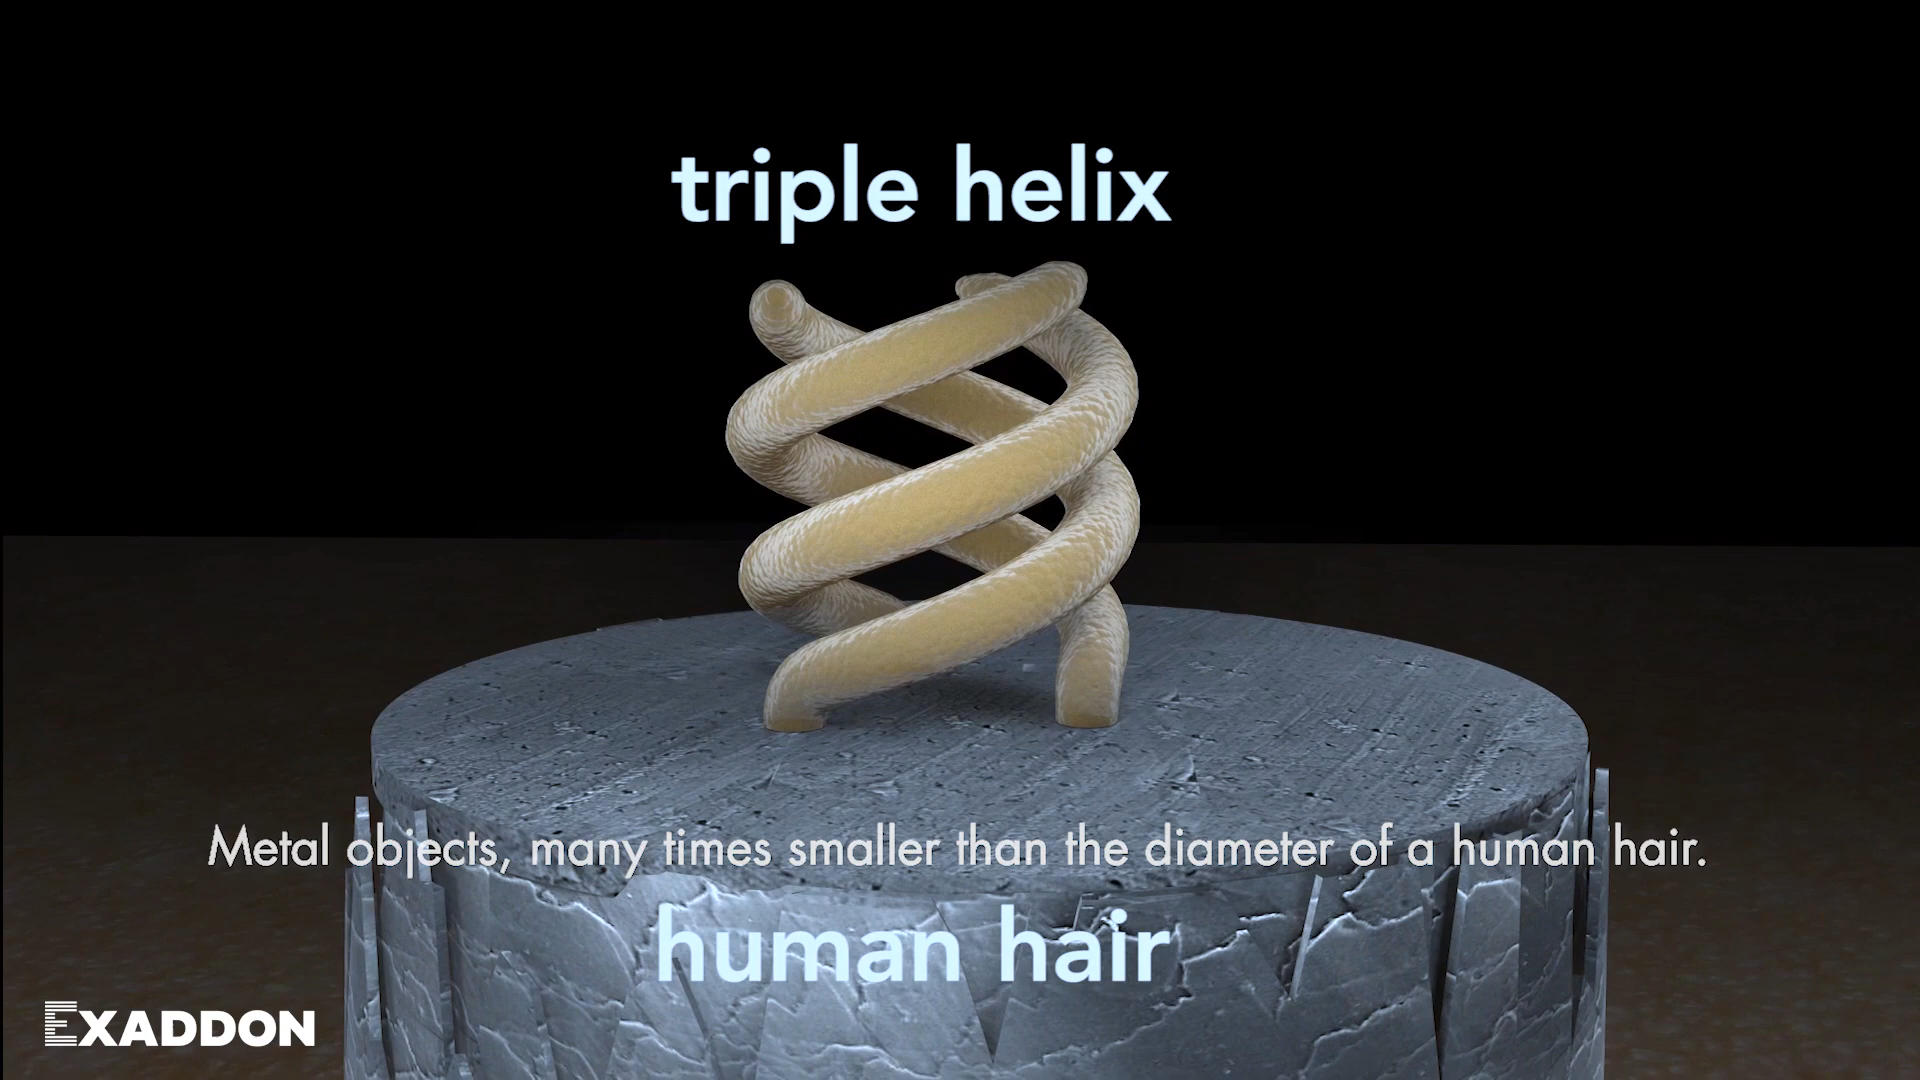 triple helix
Metal objects, many times smaller than the diameter of a human hair.
human hair
EXADDON